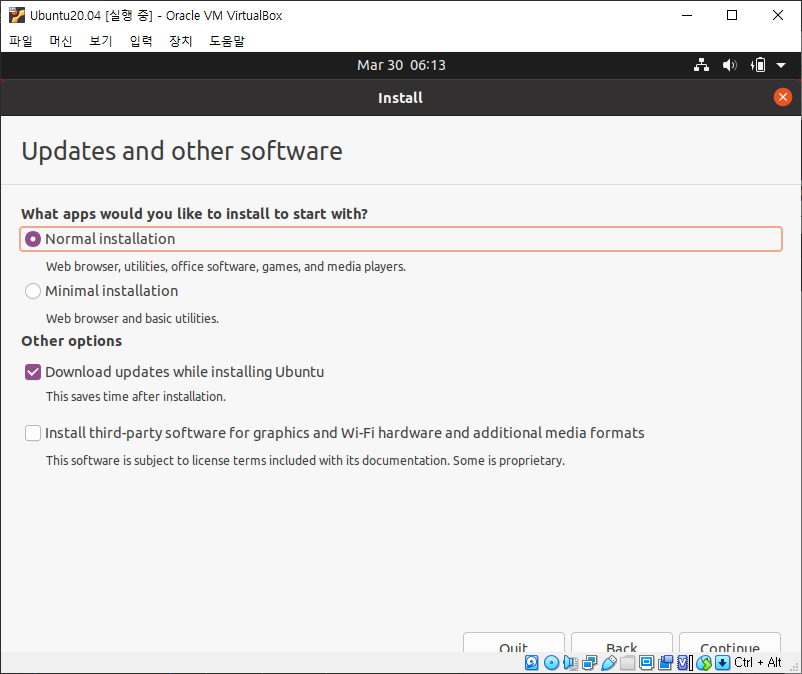 Ubuntu20.04 [실행 중] - Oracle VM VirtualBox
파일 머신 보기 입력 장치 도움말
Mar 30 06:13
Install
Updates and other software
What apps would you like to install to start with?
Normal installation
Web browser, utilities, office software, games, and media players.
Minimal installation
Web browser and basic utilities.
Other options
Download updates while installing Ubuntu
This saves time after installation.
Install third-party software for graphics and Wi-Fi hardware and additional media formats
This software is subject to license terms included with its documentation. Some is proprietary.
Quit Back Continue
Ctrl + Alt